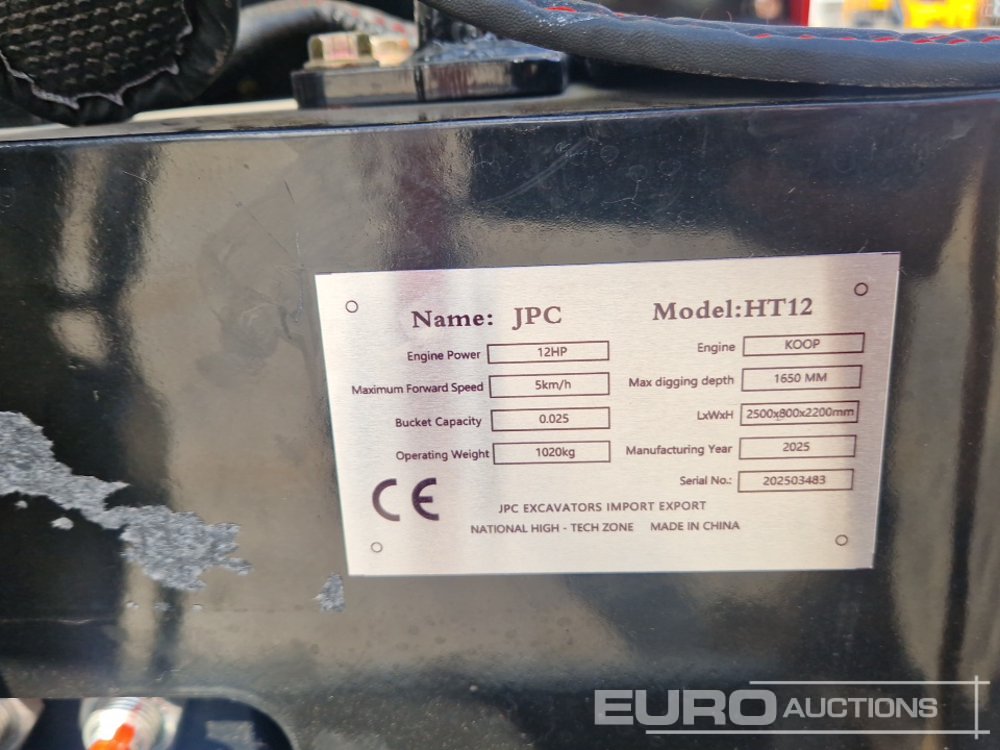 Name: JPC Model:HT12
Engine Power 12HP Engine KOOP
Maximum Forward Speed 5km/h Max digging depth 1650 MM
Bucket Capacity 0.025 LxWxH 2500x800x2200mm
Operating Weight 1020kg Manufacturing Year 2025
Serial No.: 202503483
CE
JPC EXCAVATORS IMPORT EXPORT
NATIONAL HIGH - TECH ZONE MADE IN CHINA
EURO AUCTIONS